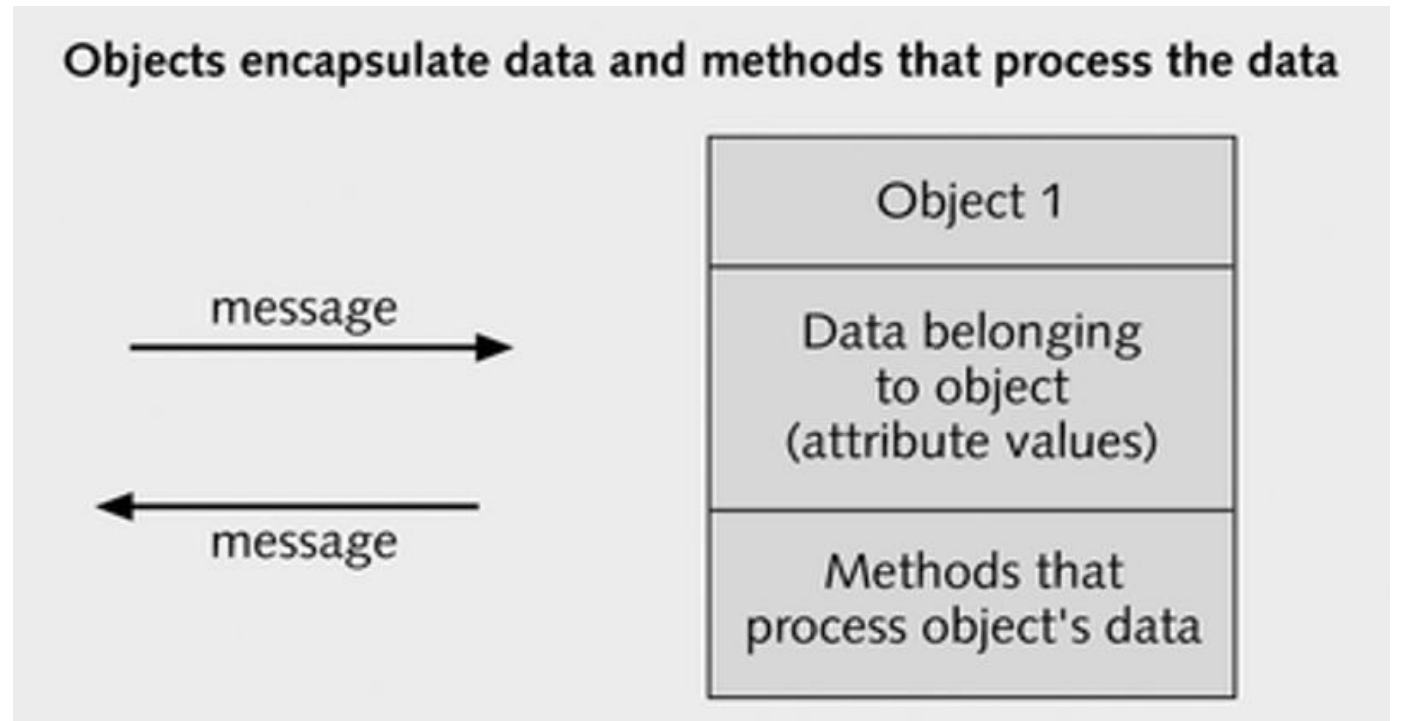 Objects encapsulate data and methods that process the data
message
message
Object 1
Data belonging
to object
(attribute values)
Methods that
process object's data